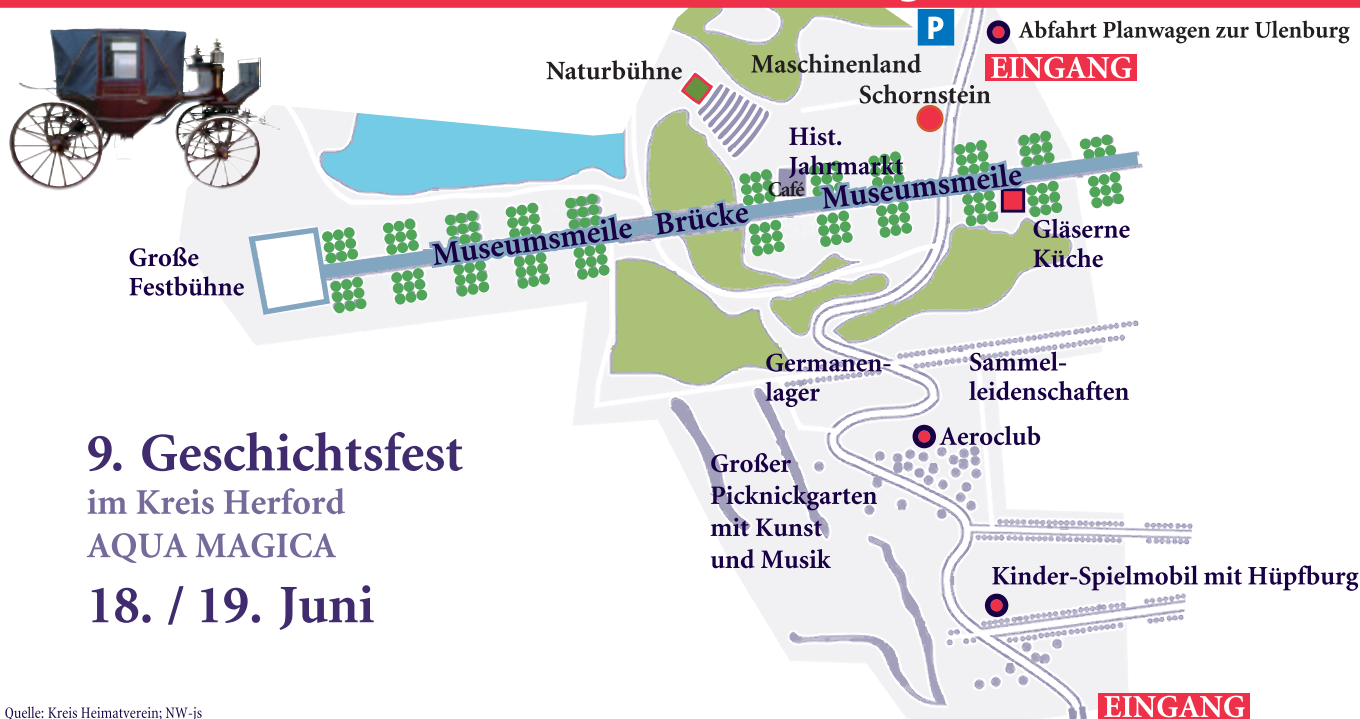 P
Abfahrt Planwagen zur Ulenburg
EINGANG
Naturbühne
Maschinenland
Schornstein
Hist.
Jahrmarkt
Café
Museumsmeile
Museumsmeile
Brücke
Gläserne
Küche
Große
Festbühne
Germanen-
lager
Sammel-
leidenschaften
Aeroclub
Großer
Picknickgarten
mit Kunst
und Musik
9. Geschichtsfest
im Kreis Herford
AQUA MAGICA
18. / 19. Juni
Kinder-Spielmobil mit Hüpfburg
EINGANG
Quelle: Kreis Heimatverein; NW-js